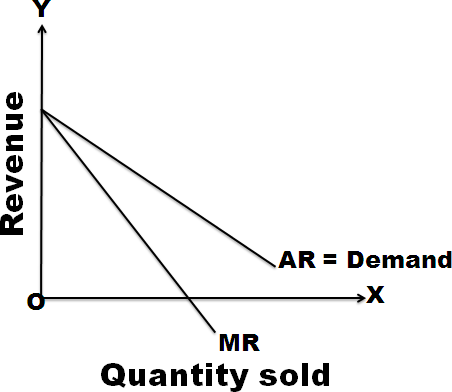 Y
Revenue
AR = Demand
O
X
MR
Quantity sold